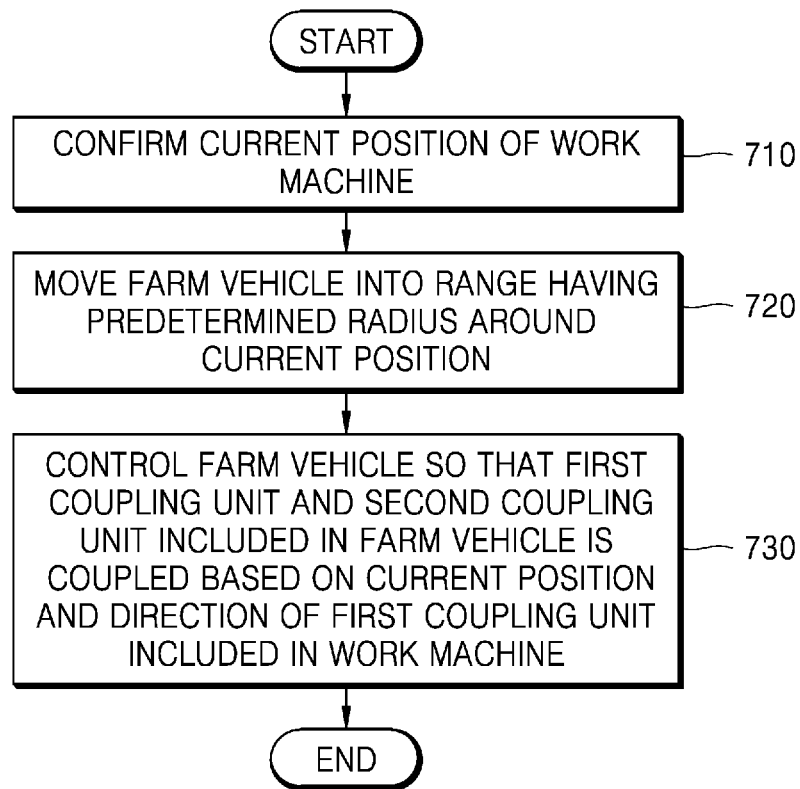 START
CONFIRM CURRENT POSITION OF WORK
MACHINE
710
MOVE FARM VEHICLE INTO RANGE HAVING
PREDETERMINED RADIUS AROUND
CURRENT POSITION
720
CONTROL FARM VEHICLE SO THAT FIRST
COUPLING UNIT AND SECOND COUPLING
UNIT INCLUDED IN FARM VEHICLE IS
COUPLED BASED ON CURRENT POSITION
AND DIRECTION OF FIRST COUPLING UNIT
INCLUDED IN WORK MACHINE
730
END